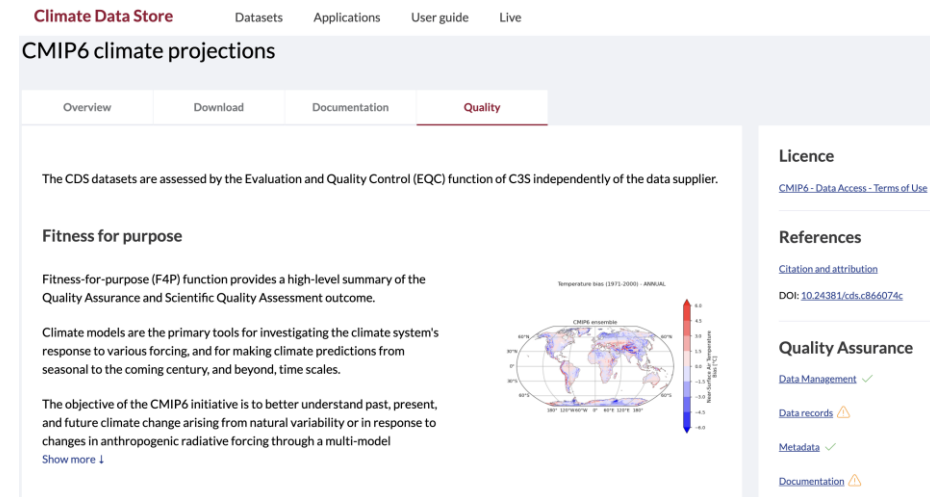 Climate Data Store Datasets Applications User guide Live
CMIP6 climate projections
Overview Download Documentation Quality
The CDS datasets are assessed by the Evaluation and Quality Control (EQC) function of C3S independently of the data supplier.
Fitness for purpose
Fitness-for-purpose (F4P) function provides a high-level summary of the
Quality Assurance and Scientific Quality Assessment outcome.
Climate models are the primary tools for investigating the climate system's
response to various forcing, and for making climate predictions from
seasonal to the coming century, and beyond, time scales.
The objective of the CMIP6 initiative is to better understand past, present,
and future climate change arising from natural variability or in response to
changes in anthropogenic radiative forcing through a multi-model
Show more ↓
Temperature bias (1971-2000) - ANNUAL
CMIP6 ensemble
Near-Surface Air Temperature
Bias [°C]
Licence
CMIP6 - Data Access - Terms of Use
References
Citation and attribution
DOI: 10.24381/cds.c866074c
Quality Assurance
Data Management
Data records
Metadata
Documentation